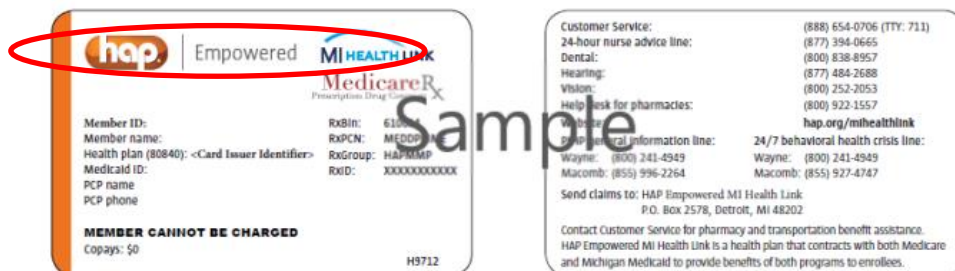 hap. Empowered MI HEALTH LINK
MedicareRx
Prescription Drug Coverage
Member ID:
Member name:
Health plan (80840): <Card Issuer Identifier>
Medicaid ID:
PCP name
PCP phone
RxBin:
RxPCN:
RxGroup: HAPMMP
RxID: XXXXXXXXXXX
MEMBER CANNOT BE CHARGED
Copays: $0
H9712
Sample
Customer Service: (888) 654-0706 (TTY: 711)
24-hour nurse advice line: (877) 394-0665
Dental: (800) 838-8957
Hearing: (877) 484-2688
Vision: (800) 252-2053
Help desk for pharmacies: (800) 922-1557
Website: hap.org/mihealthlink
PIHP general information line:
Wayne: (800) 241-4949
Macomb: (855) 996-2264
24/7 behavioral health crisis line:
Wayne: (800) 241-4949
Macomb: (855) 927-4747
Send claims to: HAP Empowered MI Health Link
P.O. Box 2578, Detroit, MI 48202
Contact Customer Service for pharmacy and transportation benefit assistance.
HAP Empowered MI Health Link is a health plan that contracts with both Medicare
and Michigan Medicaid to provide benefits of both programs to enrollees.